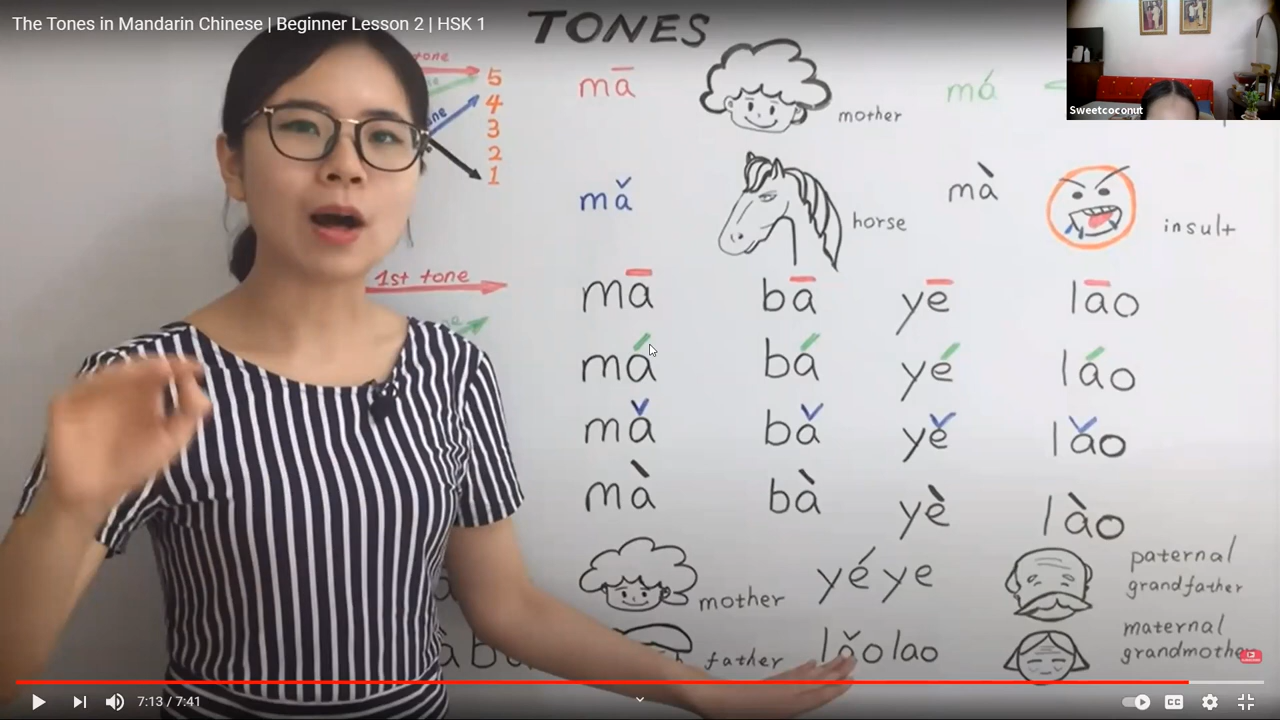 The Tones in Mandarin Chinese | Beginner Lesson 2 | HSK 1
TONES
Sweetcoconut
tone
5
4
3
2
1
mā
mother
má
mǎ
horse
mà
insult
1st tone
mā bā yē lāo
má bá yé láo
mǎ bǎ yě lǎo
mà bà yè lào
mother
yéye
paternal
grandfather
father
lǎolao
maternal
grandmother
7:13 / 7:41
CC